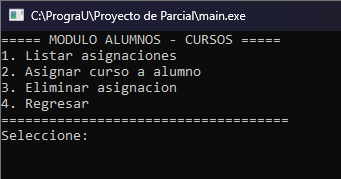 C:\PrograU\Proyecto de Parcial\main.exe
===== MODULO ALUMNOS - CURSOS =====
1. Listar asignaciones
2. Asignar curso a alumno
3. Eliminar asignacion
4. Regresar
====================================
Seleccione: